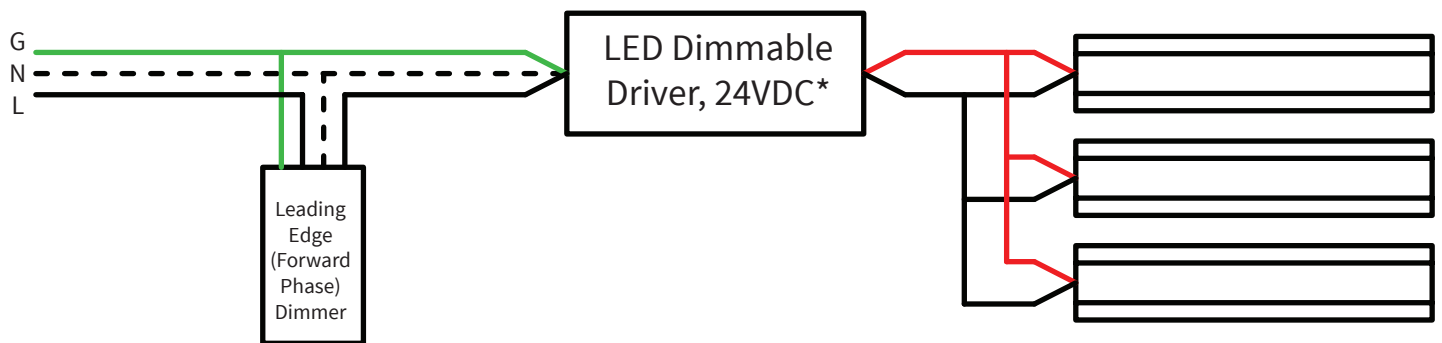 G
N
L
LED Dimmable
Driver, 24VDC*
Leading
Edge
(Forward
Phase)
Dimmer